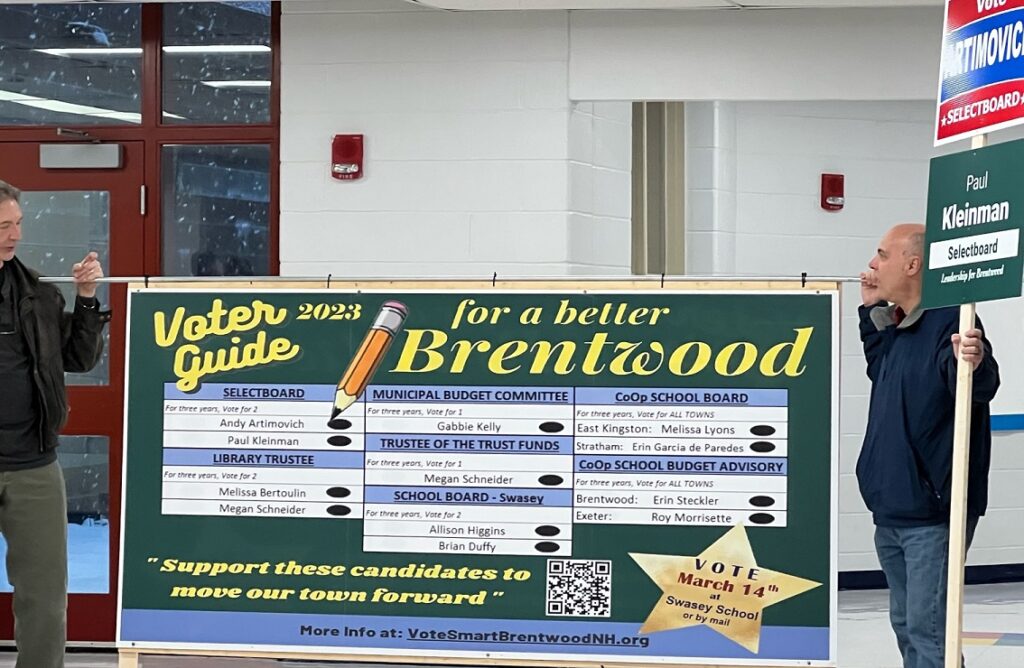 Voter
Guide
2023
for a better
Brentwood
SELECTBOARD
For three years, Vote for 2
Andy Artimovich
Paul Kleinman
LIBRARY TRUSTEE
For three years, Vote for 2
Melissa Bertoulin
Megan Schneider
MUNICIPAL BUDGET COMMITTEE
For three years, Vote for 1
Gabbie Kelly
TRUSTEE OF THE TRUST FUNDS
For three years, Vote for 1
Megan Schneider
SCHOOL BOARD - Swasey
For three years, Vote for 2
Allison Higgins
Brian Duffy
CoOp SCHOOL BOARD
For three years, Vote for ALL TOWNS
East Kingston: Melissa Lyons
Stratham: Erin Garcia de Paredes
CoOp SCHOOL BUDGET ADVISORY
For three years, Vote for ALL TOWNS
Brentwood: Erin Steckler
Exeter: Roy Morrisette
" Support these candidates to
move our town forward "
VOTE
March 14th
at
Swasey School
or by mail
More Info at: VoteSmartBrentwoodNH.org
Vote
ARTIMOVIC
★SELECTBOARD★
Paul
Kleinman
Selectboard
Leadership for Brentwood
FIRE